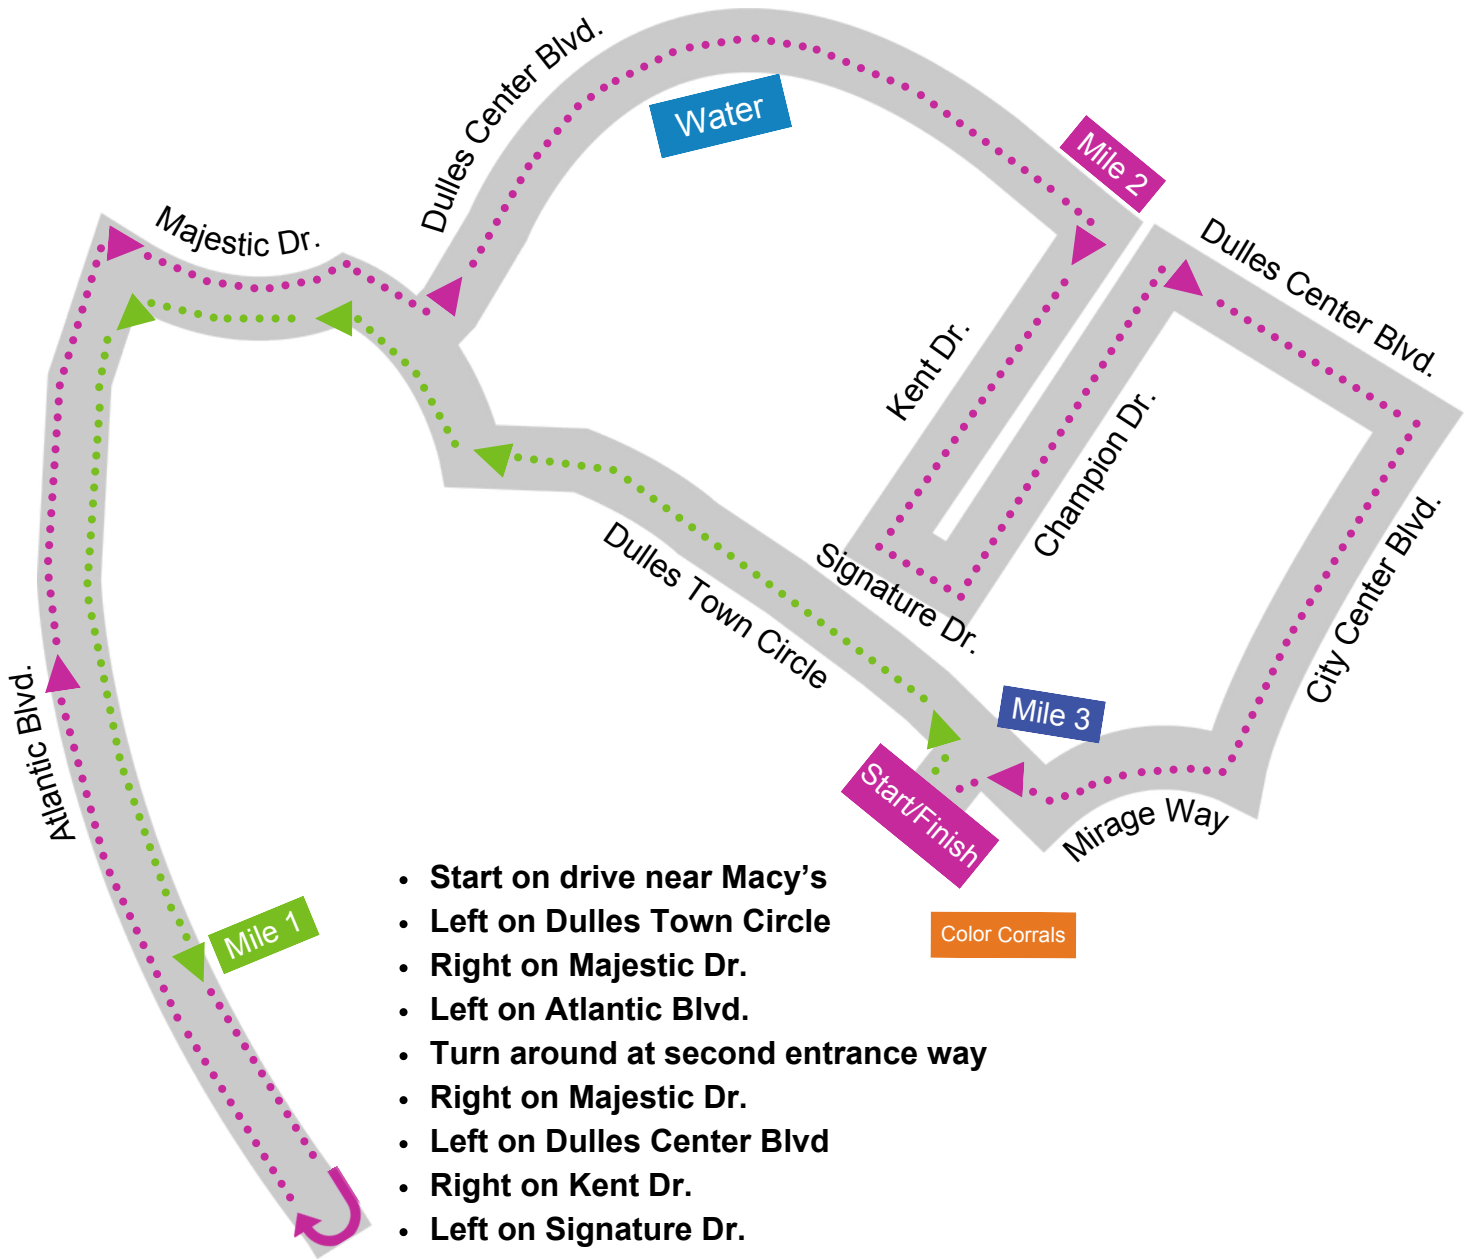 Dulles Center Blvd.
Water
Mile 2
Majestic Dr.
Dulles Center Blvd.
Kent Dr.
Champion Dr.
City Center Blvd.
Signature Dr.
Dulles Town Circle
Atlantic Blvd.
Mile 3
Start/Finish
Mirage Way
Mile 1
Color Corrals
• Start on drive near Macy’s
• Left on Dulles Town Circle
• Right on Majestic Dr.
• Left on Atlantic Blvd.
• Turn around at second entrance way
• Right on Majestic Dr.
• Left on Dulles Center Blvd
• Right on Kent Dr.
• Left on Signature Dr.